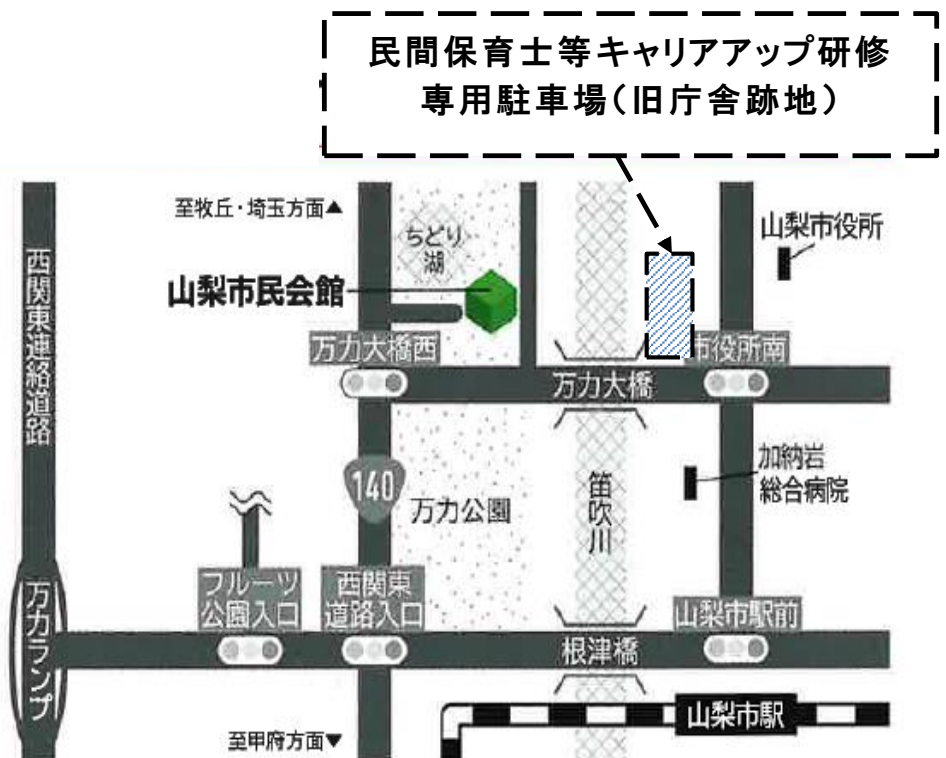 民間保育士等キャリアアップ研修
専用駐車場(旧庁舎跡地)
至牧丘・埼玉方面▲
ちどり
湖
山梨市役所
西関東連絡道路
山梨市民会館
万力大橋西
市役所南
万力大橋
140
万力公園
笛吹川
加納岩
総合病院
フルーツ
公園入口
西関東
道路入口
山梨市駅前
万力ランプ
根津橋
山梨市駅
至甲府方面▼